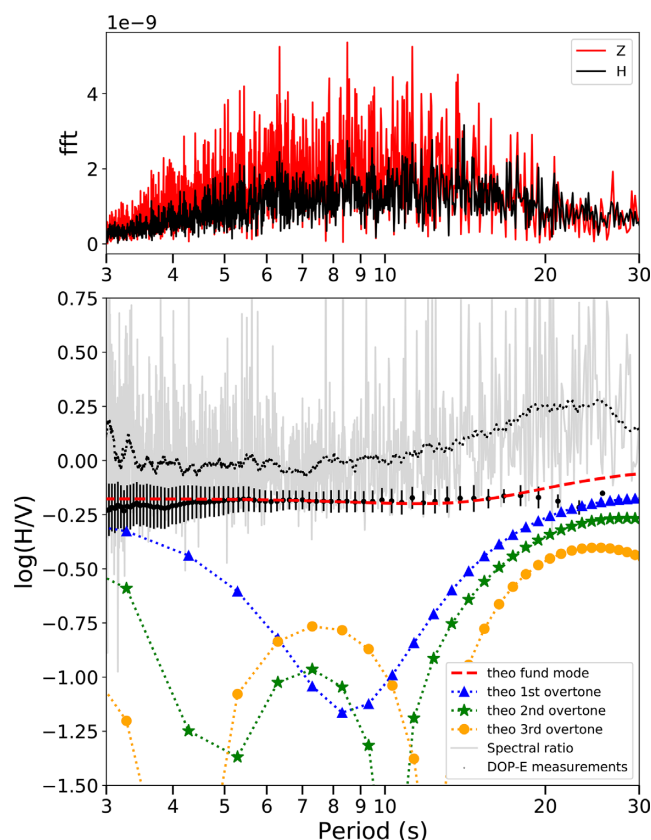 1e−9
fft
4
2
0
Z
H
3 4 5 6 7 8 9 10 20 30
log(H/V)
0.75
0.50
0.25
0.00
−0.25
−0.50
−0.75
−1.00
−1.25
−1.50
theo fund mode
theo 1st overtone
theo 2nd overtone
theo 3rd overtone
Spectral ratio
DOP-E measurements
3 4 5 6 7 8 9 10 20 30
Period (s)